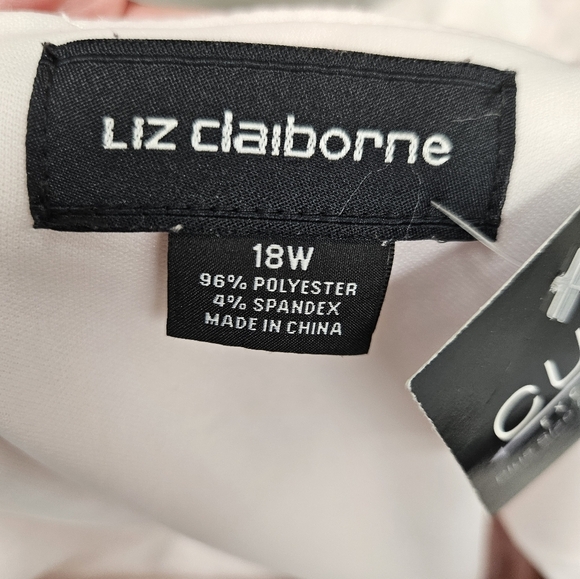 Liz claiborne
18W
96% POLYESTER
4% SPANDEX
MADE IN CHINA